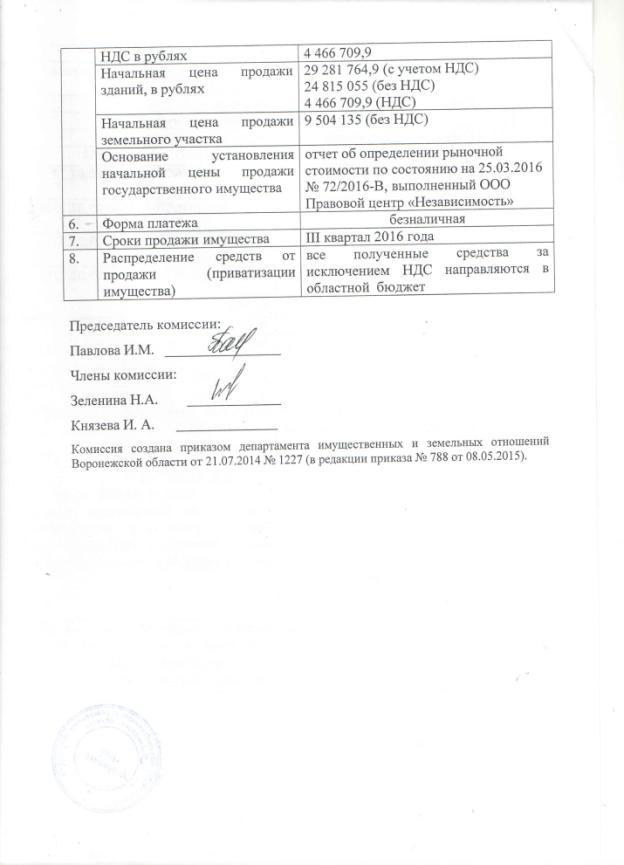 НДС в рублях 4 466 709,9
Начальная цена продажи 29 281 764,9 (с учетом НДС)
зданий, в рублях 24 815 055 (без НДС)
4 466 709,9 (НДС)
Начальная цена продажи 9 504 135 (без НДС)
земельного участка
Основание установления отчет об определении рыночной
начальной цены продажи стоимости по состоянию на 25.03.2016
государственного имущества № 72/2016-В, выполненный ООО
Правовой центр «Независимость»
6. Форма платежа безналичная
7. Сроки продажи имущества III квартал 2016 года
8. Распределение средств от все полученные средства за
продажи (приватизации исключением НДС направляются в
имущества) областной бюджет
Председатель комиссии:
Павлова И.М.
Члены комиссии:
Зеленина Н.А.
Князева И. А.
Комиссия создана приказом департамента имущественных и земельных отношений
Воронежской области от 21.07.2014 № 1227 (в редакции приказа № 788 от 08.05.2015).